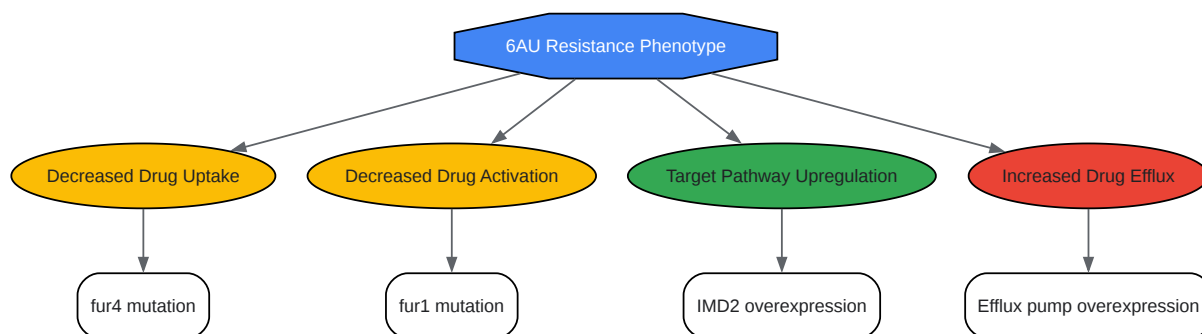 6AU Resistance Phenotype
Decreased Drug Uptake
Decreased Drug Activation
Target Pathway Upregulation
Increased Drug Efflux
fur4 mutation
fur1 mutation
IMD2 overexpression
Efflux pump overexpression